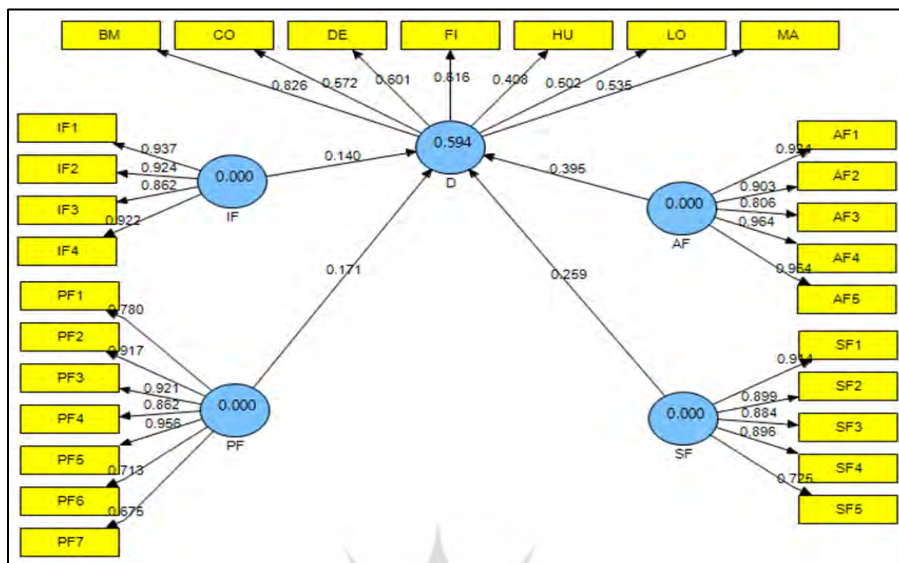 BM CO DE FI HU LO MA
0.826 0.572 0.601 0.616 0.408 0.502 0.535
0.594
D
IF1
IF2
IF3
IF4
0.937
0.924
0.862
0.922
0.000
IF
0.140
0.395
AF1
AF2
AF3
AF4
AF5
0.903
0.806
0.964
0.000
AF
0.171
0.259
PF1
PF2
PF3
PF4
PF5
PF6
PF7
0.780
0.917
0.921
0.862
0.956
0.713
0.675
0.000
PF
SF1
SF2
SF3
SF4
SF5
0.899
0.884
0.896
0.725
0.000
SF